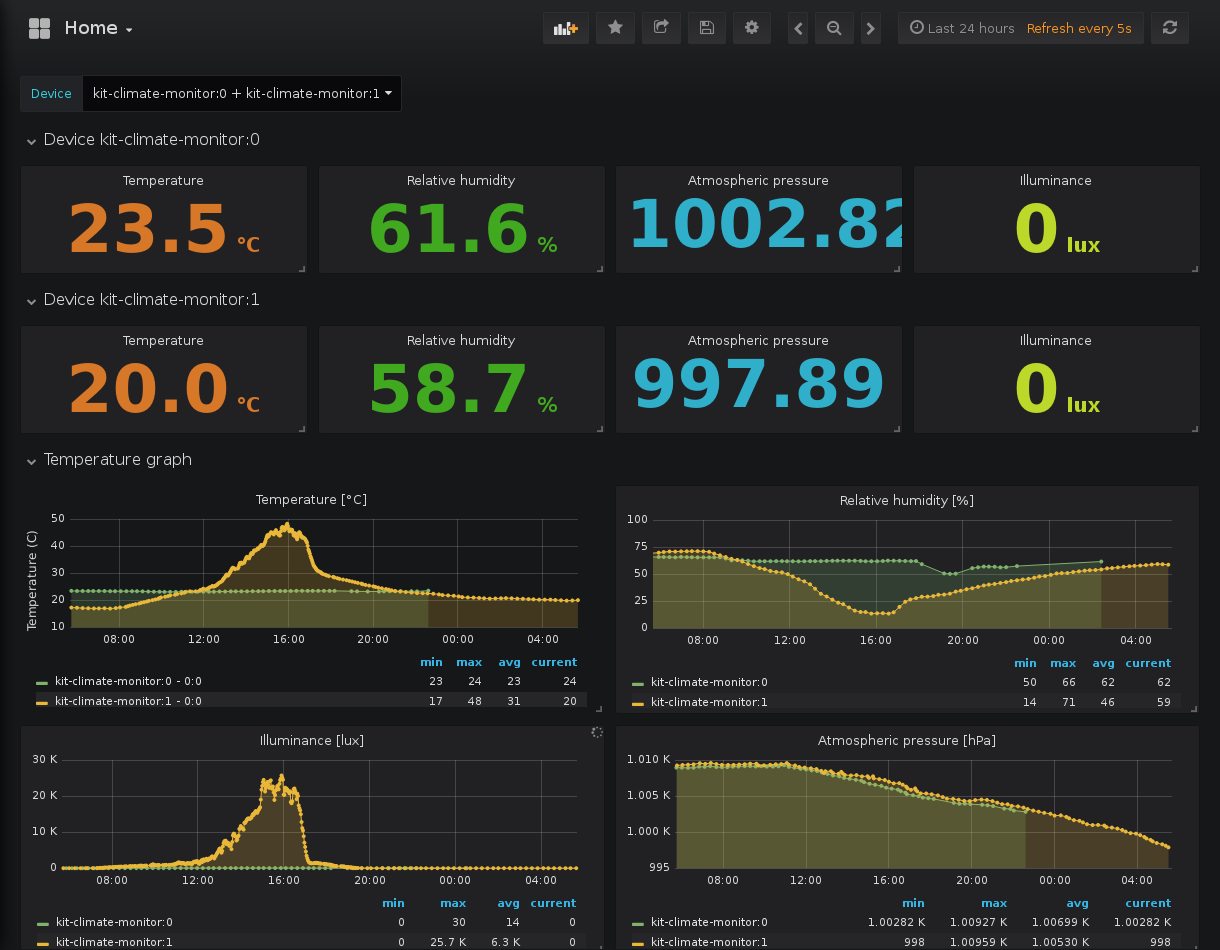 Home
Last 24 hours Refresh every 5s
Device kit-climate-monitor:0 + kit-climate-monitor:1
Device kit-climate-monitor:0
Temperature Relative humidity Atmospheric pressure Illuminance
23.5 °C 61.6 % 1002.82 0 lux
Device kit-climate-monitor:1
Temperature Relative humidity Atmospheric pressure Illuminance
20.0 °C 58.7 % 997.89 0 lux
Temperature graph
Temperature [°C]
Temperature (C)
50
40
30
20
10
08:00 12:00 16:00 20:00 00:00 04:00
min max avg current
kit-climate-monitor:0 - 0:0 23 24 23 24
kit-climate-monitor:1 - 0:0 17 48 31 20
Relative humidity [%]
100
75
50
25
0
08:00 12:00 16:00 20:00 00:00 04:00
min max avg current
kit-climate-monitor:0 50 66 62 62
kit-climate-monitor:1 14 71 46 59
Illuminance [lux]
30 K
20 K
10 K
0
08:00 12:00 16:00 20:00 00:00 04:00
min max avg current
kit-climate-monitor:0 0 30 14 0
kit-climate-monitor:1 0 25.7 K 6.3 K 0
Atmospheric pressure [hPa]
1.010 K
1.005 K
1.000 K
995
08:00 12:00 16:00 20:00 00:00 04:00
min max avg current
kit-climate-monitor:0 1.00282 K 1.00927 K 1.00699 K 1.00282 K
kit-climate-monitor:1 998 1.00959 K 1.00530 K 998